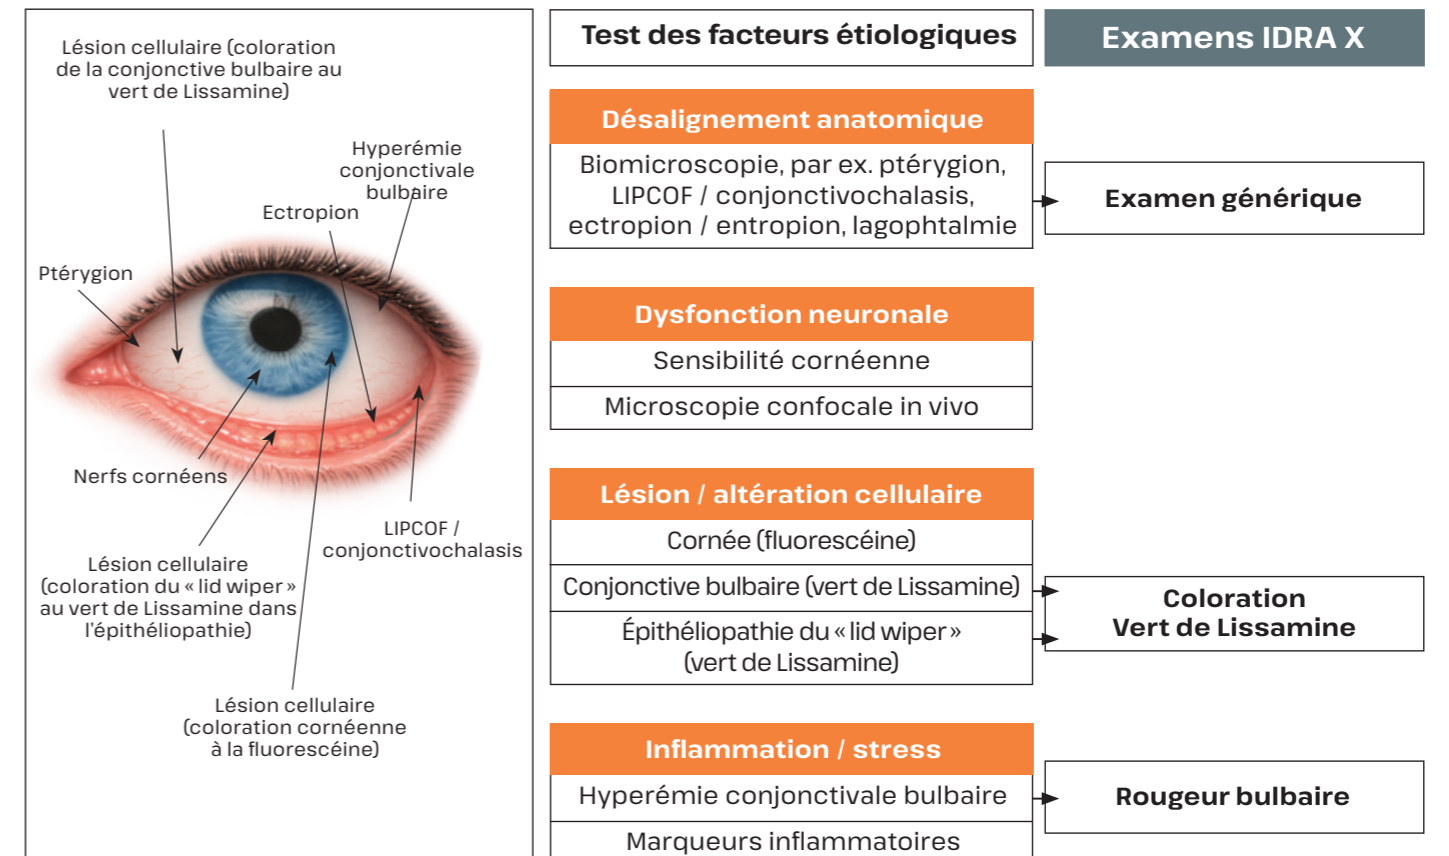 Lésion cellulaire (coloration
de la conjonctive bulbaire au
vert de Lissamine)
Hyperémie
conjonctivale
bulbaire
Ectropion
Ptérygion
Nerfs cornéens
LIPCOF /
conjonctivochalasis
Lésion cellulaire
(coloration du « lid wiper »
au vert de Lissamine dans
l'épithéliopathie)
Lésion cellulaire
(coloration cornéenne
à la fluorescéine)
Test des facteurs étiologiques
Examens IDRA X
Désalignement anatomique
Biomicroscopie, par ex. ptérygion,
LIPCOF / conjonctivochalasis,
ectropion / entropion, lagophtalmie
Examen générique
Dysfonction neuronale
Sensibilité cornéenne
Microscopie confocale in vivo
Lésion / altération cellulaire
Cornée (fluorescéine)
Conjonctive bulbaire (vert de Lissamine)
Épithéliopathie du « lid wiper »
(vert de Lissamine)
Coloration
Vert de Lissamine
Inflammation / stress
Hyperémie conjonctivale bulbaire
Rougeur bulbaire
Marqueurs inflammatoires